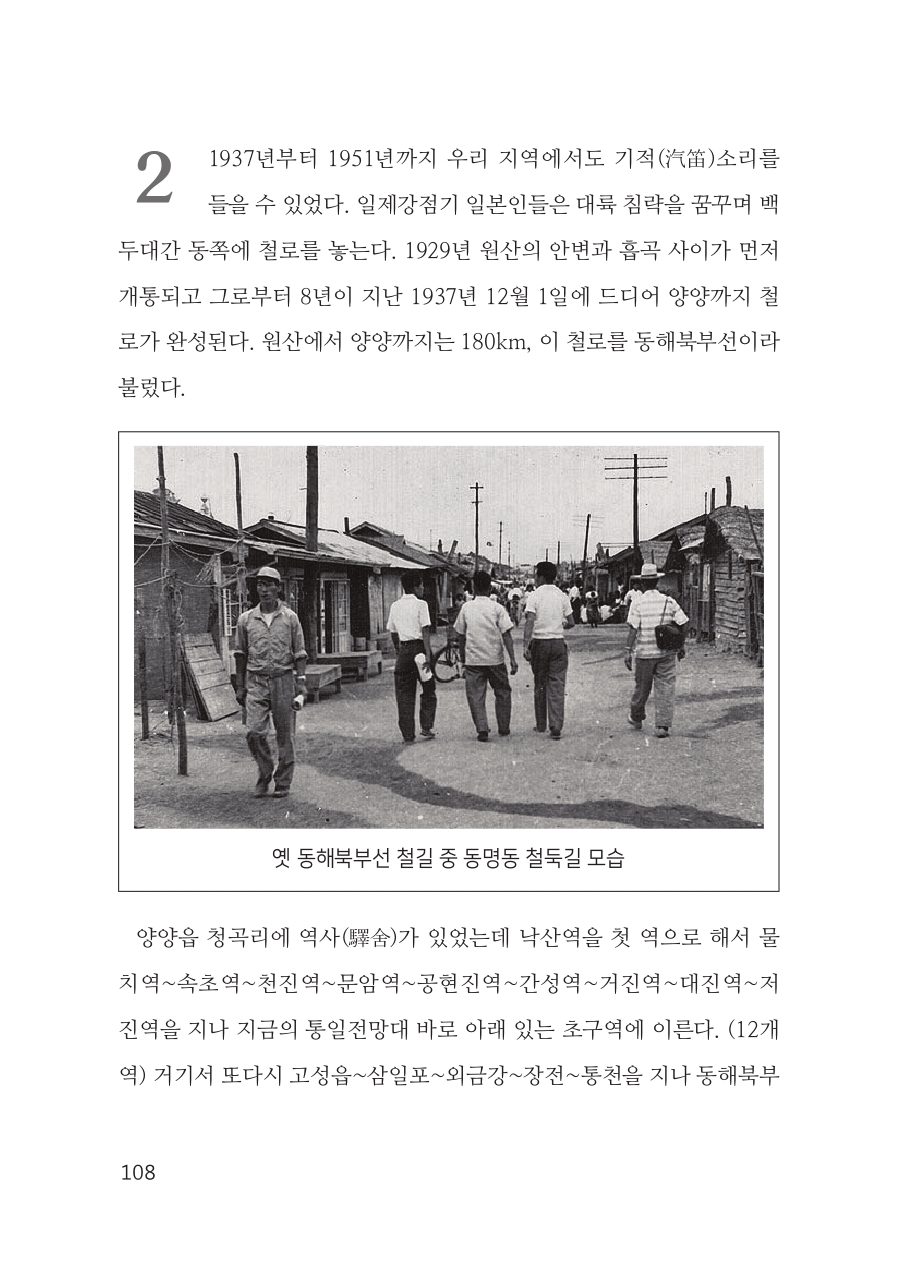 2
1937년부터 1951년까지 우리 지역에서도 기적(汽笛)소리를
들을 수 있었다. 일제강점기 일본인들은 대륙 침략을 꿈꾸며 백
두대간 동쪽에 철로를 놓는다. 1929년 원산의 안변과 흡곡 사이가 먼저
개통되고 그로부터 8년이 지난 1937년 12월 1일에 드디어 양양까지 철
로가 완성된다. 원산에서 양양까지는 180km, 이 철로를 동해북부선이라
불렀다.
옛 동해북부선 철길 중 동명동 철둑길 모습
양양읍 청곡리에 역사(驛舍)가 있었는데 낙산역을 첫 역으로 해서 물
치역~속초역~천진역~문암역~공현진역~간성역~거진역~대진역~저
진역을 지나 지금의 통일전망대 바로 아래 있는 초구역에 이른다. (12개
역) 거기서 또다시 고성읍~삼일포~외금강~장전~통천을 지나 동해북부
108